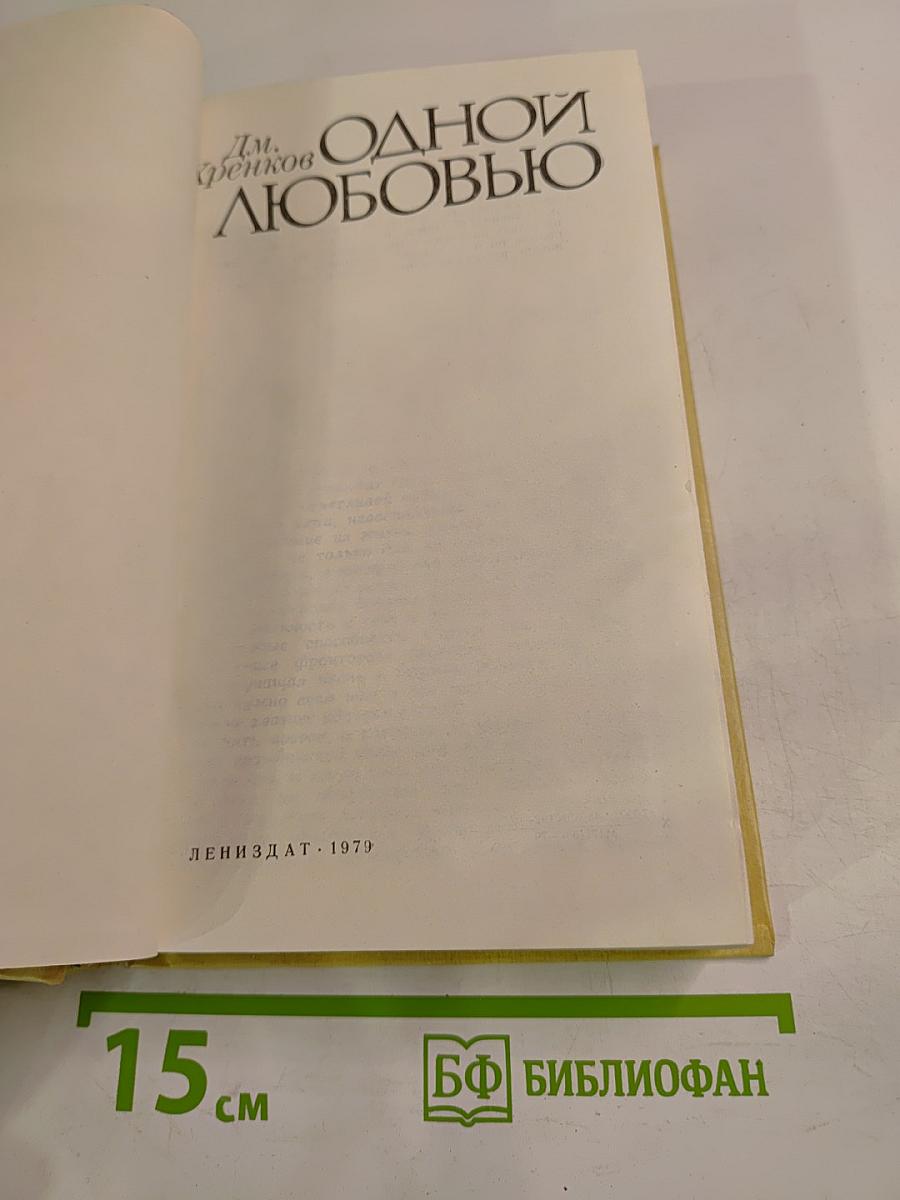 Дм.
Хренков
ОДНОЙ
ЛЮБОВЬЮ
ЛЕНИЗДАТ · 1979
15 см
БФ БИБЛИОФАН